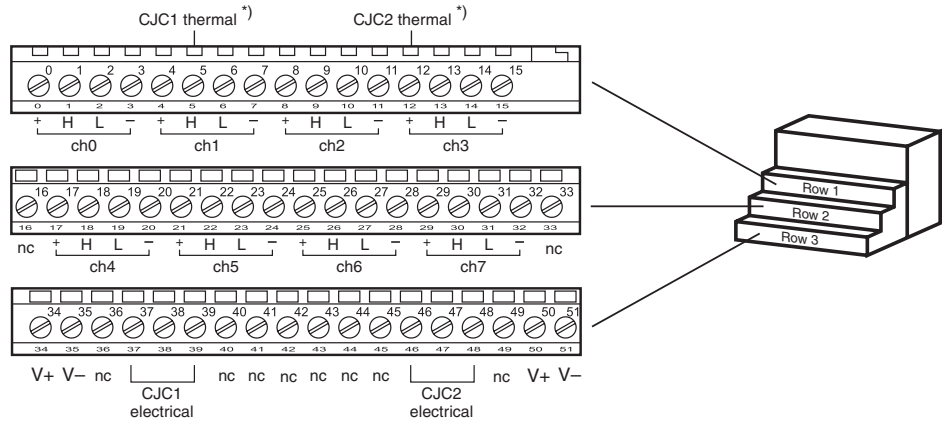 CJC1 thermal *) CJC2 thermal *)
0 1 2 3 4 5 6 7 8 9 10 11 12 13 14 15
0 1 2 3 4 5 6 7 8 9 10 11 12 13 14 15
+ H L − + H L − + H L − + H L −
ch0 ch1 ch2 ch3
16 17 18 19 20 21 22 23 24 25 26 27 28 29 30 31 32 33
16 17 18 19 20 21 22 23 24 25 26 27 28 29 30 31 32 33
nc + H L − + H L − + H L − + H L − nc
ch4 ch5 ch6 ch7
34 35 36 37 38 39 40 41 42 43 44 45 46 47 48 49 50 51
34 35 36 37 38 39 40 41 42 43 44 45 46 47 48 49 50 51
V+ V− nc nc nc nc nc nc nc nc V+ V−
CJC1 electrical
CJC2 electrical
Row 1
Row 2
Row 3